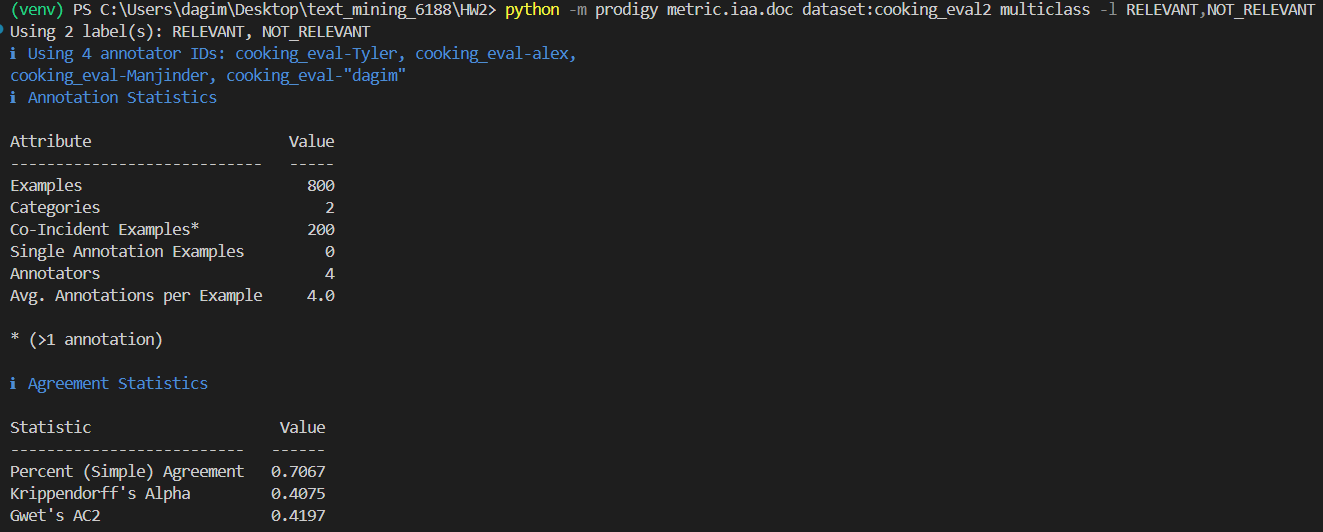 (venv) PS C:\Users\dagim\Desktop\text_mining_6188\HW2> python -m prodigy metric.iaa.doc dataset:cooking_eval2 multiclass -l RELEVANT,NOT_RELEVANT
Using 2 label(s): RELEVANT, NOT_RELEVANT
ℹ Using 4 annotator IDs: cooking_eval-Tyler, cooking_eval-alex,
cooking_eval-Manjinder, cooking_eval-"dagim"
ℹ Annotation Statistics
Attribute Value
---------------------------- -----
Examples 800
Categories 2
Co-Incident Examples* 200
Single Annotation Examples 0
Annotators 4
Avg. Annotations per Example 4.0
* (>1 annotation)
ℹ Agreement Statistics
Statistic Value
-------------------------- ------
Percent (Simple) Agreement 0.7067
Krippendorff's Alpha 0.4075
Gwet's AC2 0.4197